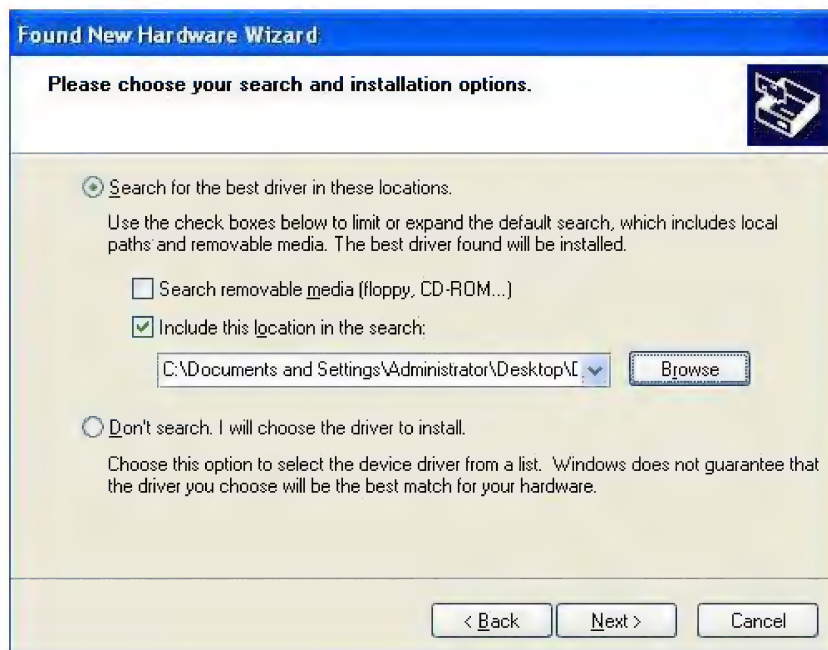 Found New Hardware Wizard
Please choose your search and installation options.
Search for the best driver in these locations.
Use the check boxes below to limit or expand the default search, which includes local
paths and removable media. The best driver found will be installed.
Search removable media (floppy, CD-ROM...)
Include this location in the search:
C:\Documents and Settings\Administrator\Desktop\
Browse
Don't search. I will choose the driver to install.
Choose this option to select the device driver from a list. Windows does not guarantee that
the driver you choose will be the best match for your hardware.
< Back
Next >
Cancel